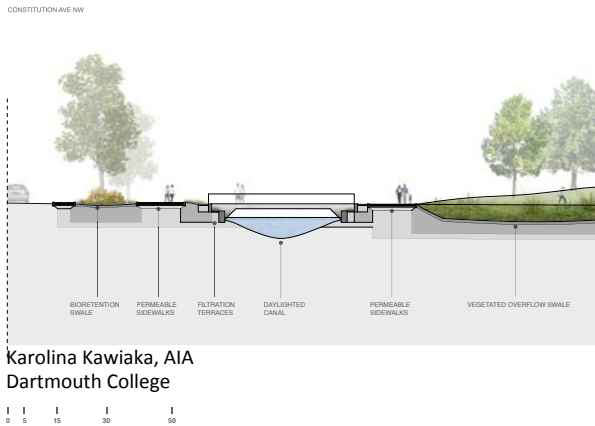 CONSTITUTION AVE NW
BIORETENTION
SWALE
PERMEABLE
SIDEWALKS
FILTRATION
TERRACES
DAYLIGHTED
CANAL
PERMEABLE
SIDEWALKS
VEGETATED OVERFLOW SWALE
Karolina Kawiaka, AIA
Dartmouth College
0 5 15 30 50